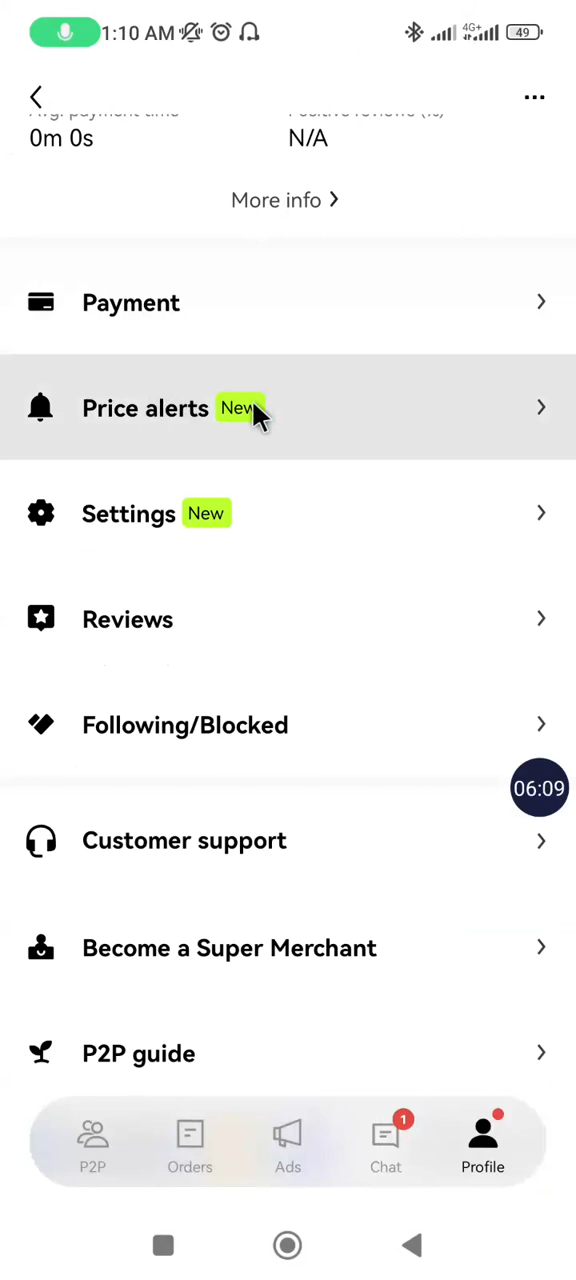 1:10 AM 4G+ 49
0m 0s N/A
More info
Payment
Price alerts New
Settings New
Reviews
Following/Blocked
06:09
Customer support
Become a Super Merchant
P2P guide
1
P2P Orders Ads Chat Profile